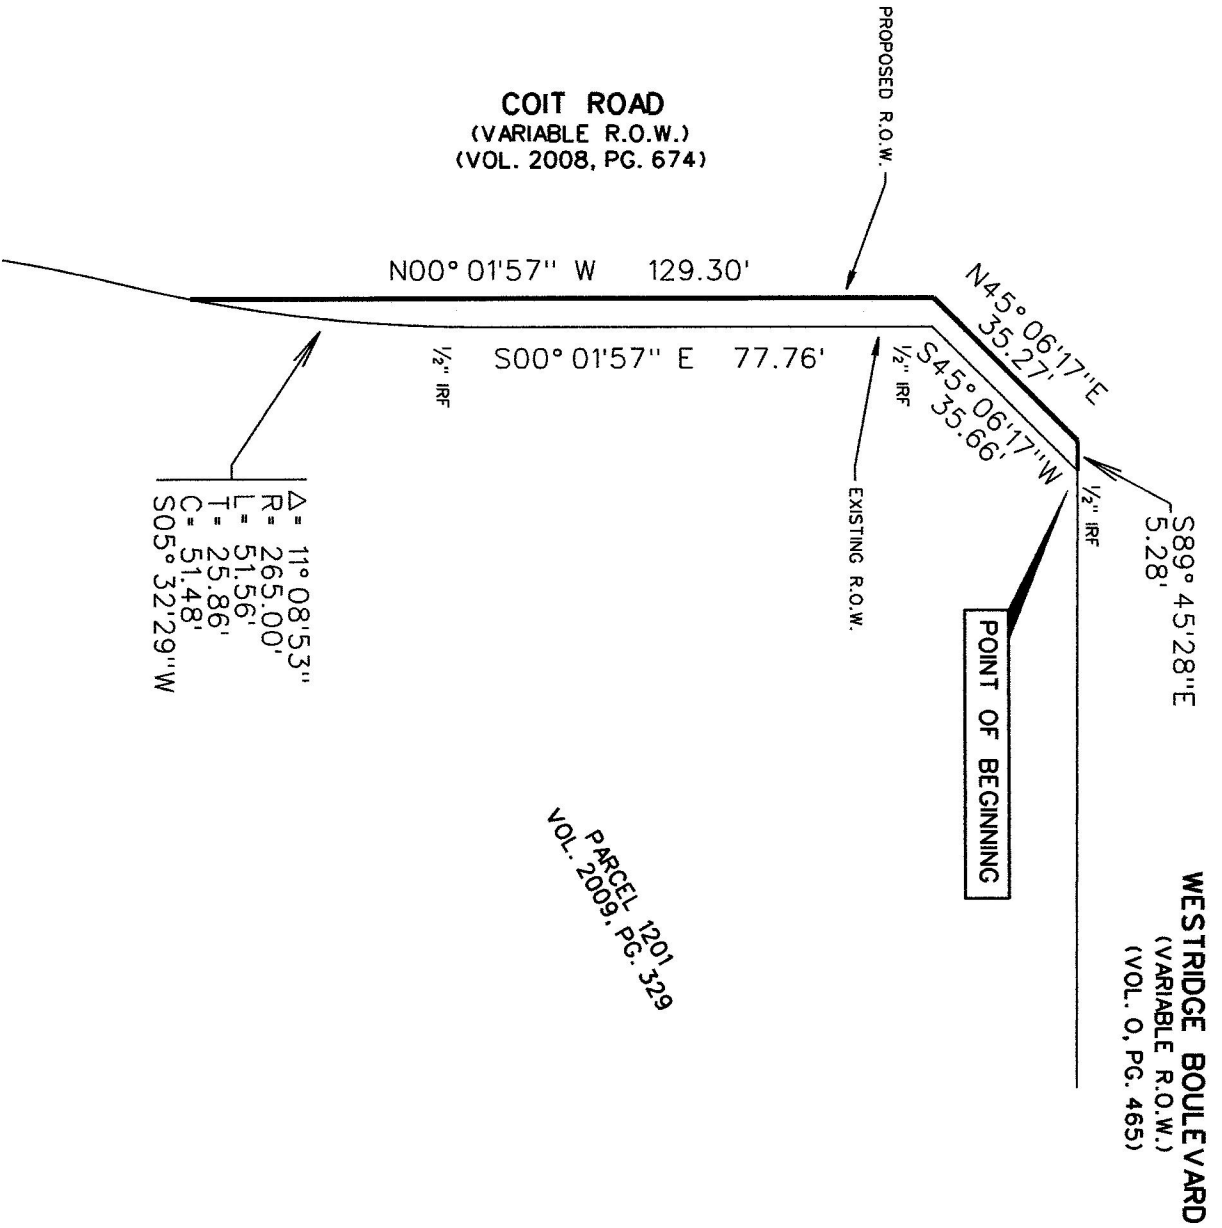 PROPOSED R.O.W.
COIT ROAD
(VARIABLE R.O.W.)
(VOL. 2008, PG. 674)
N00° 01'57" W 129.30'
N45° 06'17"E
35.27'
S00° 01'57" E 77.76'
S45° 06'17"W
35.66'
½" IRF
½" IRF
½" IRF
EXISTING R.O.W.
S89° 45'28"E
5.28'
Δ= 11° 08'53"
R= 265.00'
L= 51.56'
T= 25.86'
C= 51.48'
S05° 32'29"W
POINT OF BEGINNING
PARCEL 1201
VOL. 2009, PG. 329
WESTRIDGE BOULEVARD
(VARIABLE R.O.W.)
(VOL. O, PG. 465)